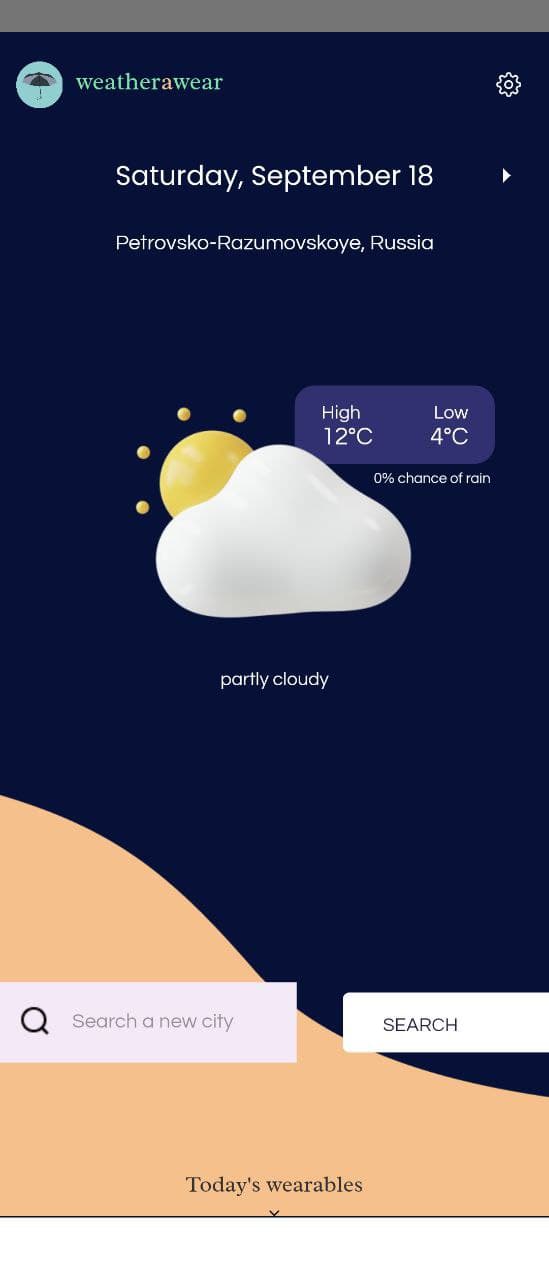 weatherawear
Saturday, September 18
Petrovsko-Razumovskoye, Russia
High Low
12°C 4°C
0% chance of rain
partly cloudy
Search a new city
SEARCH
Today's wearables